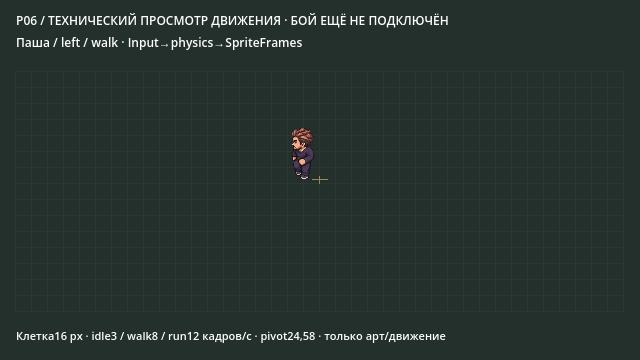 P06 / ТЕХНИЧЕСКИЙ ПРОСМОТР ДВИЖЕНИЯ · БОЙ ЕЩЁ НЕ ПОДКЛЮЧЁН
Паша / left / walk · Input→physics→SpriteFrames
Клетка16 px · idle3 / walk8 / run12 кадров/с · pivot24,58 · только арт/движение